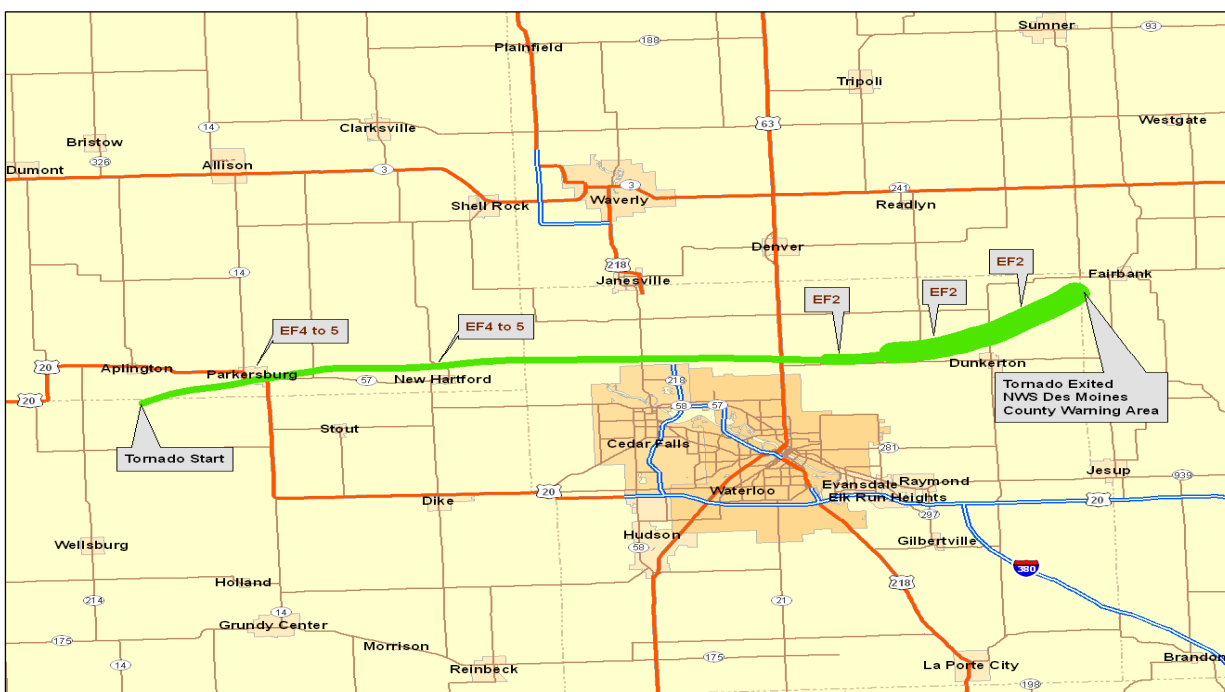 Sumner
93
Plainfield
188
Tripoli
63
Westgate
14
Clarksville
Bristow
326
Dumont
Allison
3
241
Readlyn
Shell Rock
3
Waverly
Denver
14
218
Janesville
EF2
Fairbank
EF2
EF2
EF4 to 5
EF4 to 5
20
Aplington
Parkersburg
57
New Hartford
Dunkerton
20
218
58
57
Tornado Exited
NWS Des Moines
County Warning Area
Tornado Start
Stout
Cedar Falls
281
Jesup
939
Dike
20
Waterloo
Evansdale
Raymond
Elk Run Heights
20
297
Wellsburg
Hudson
58
Gilbertville
380
Holland
218
214
14
21
Grundy Center
175
Morrison
14
Reinbeck
175
La Porte City
Brandon
198